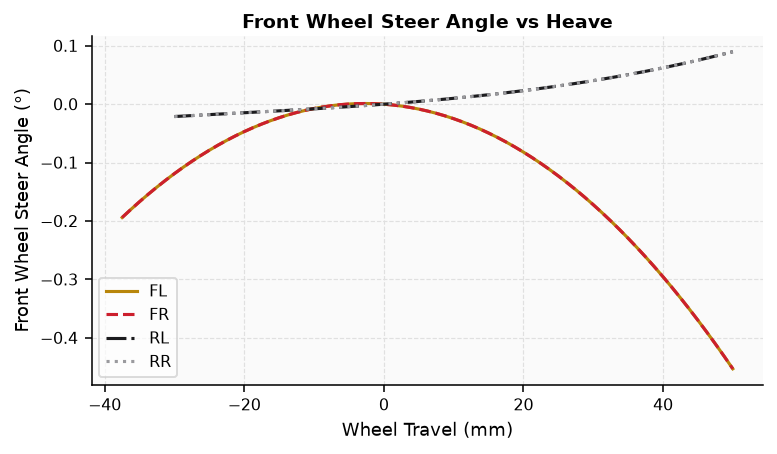 Front Wheel Steer Angle vs Heave
Front Wheel Steer Angle (°)
0.1
0.0
−0.1
−0.2
−0.3
−0.4
FL
FR
RL
RR
−40
−20
0
20
40
Wheel Travel (mm)